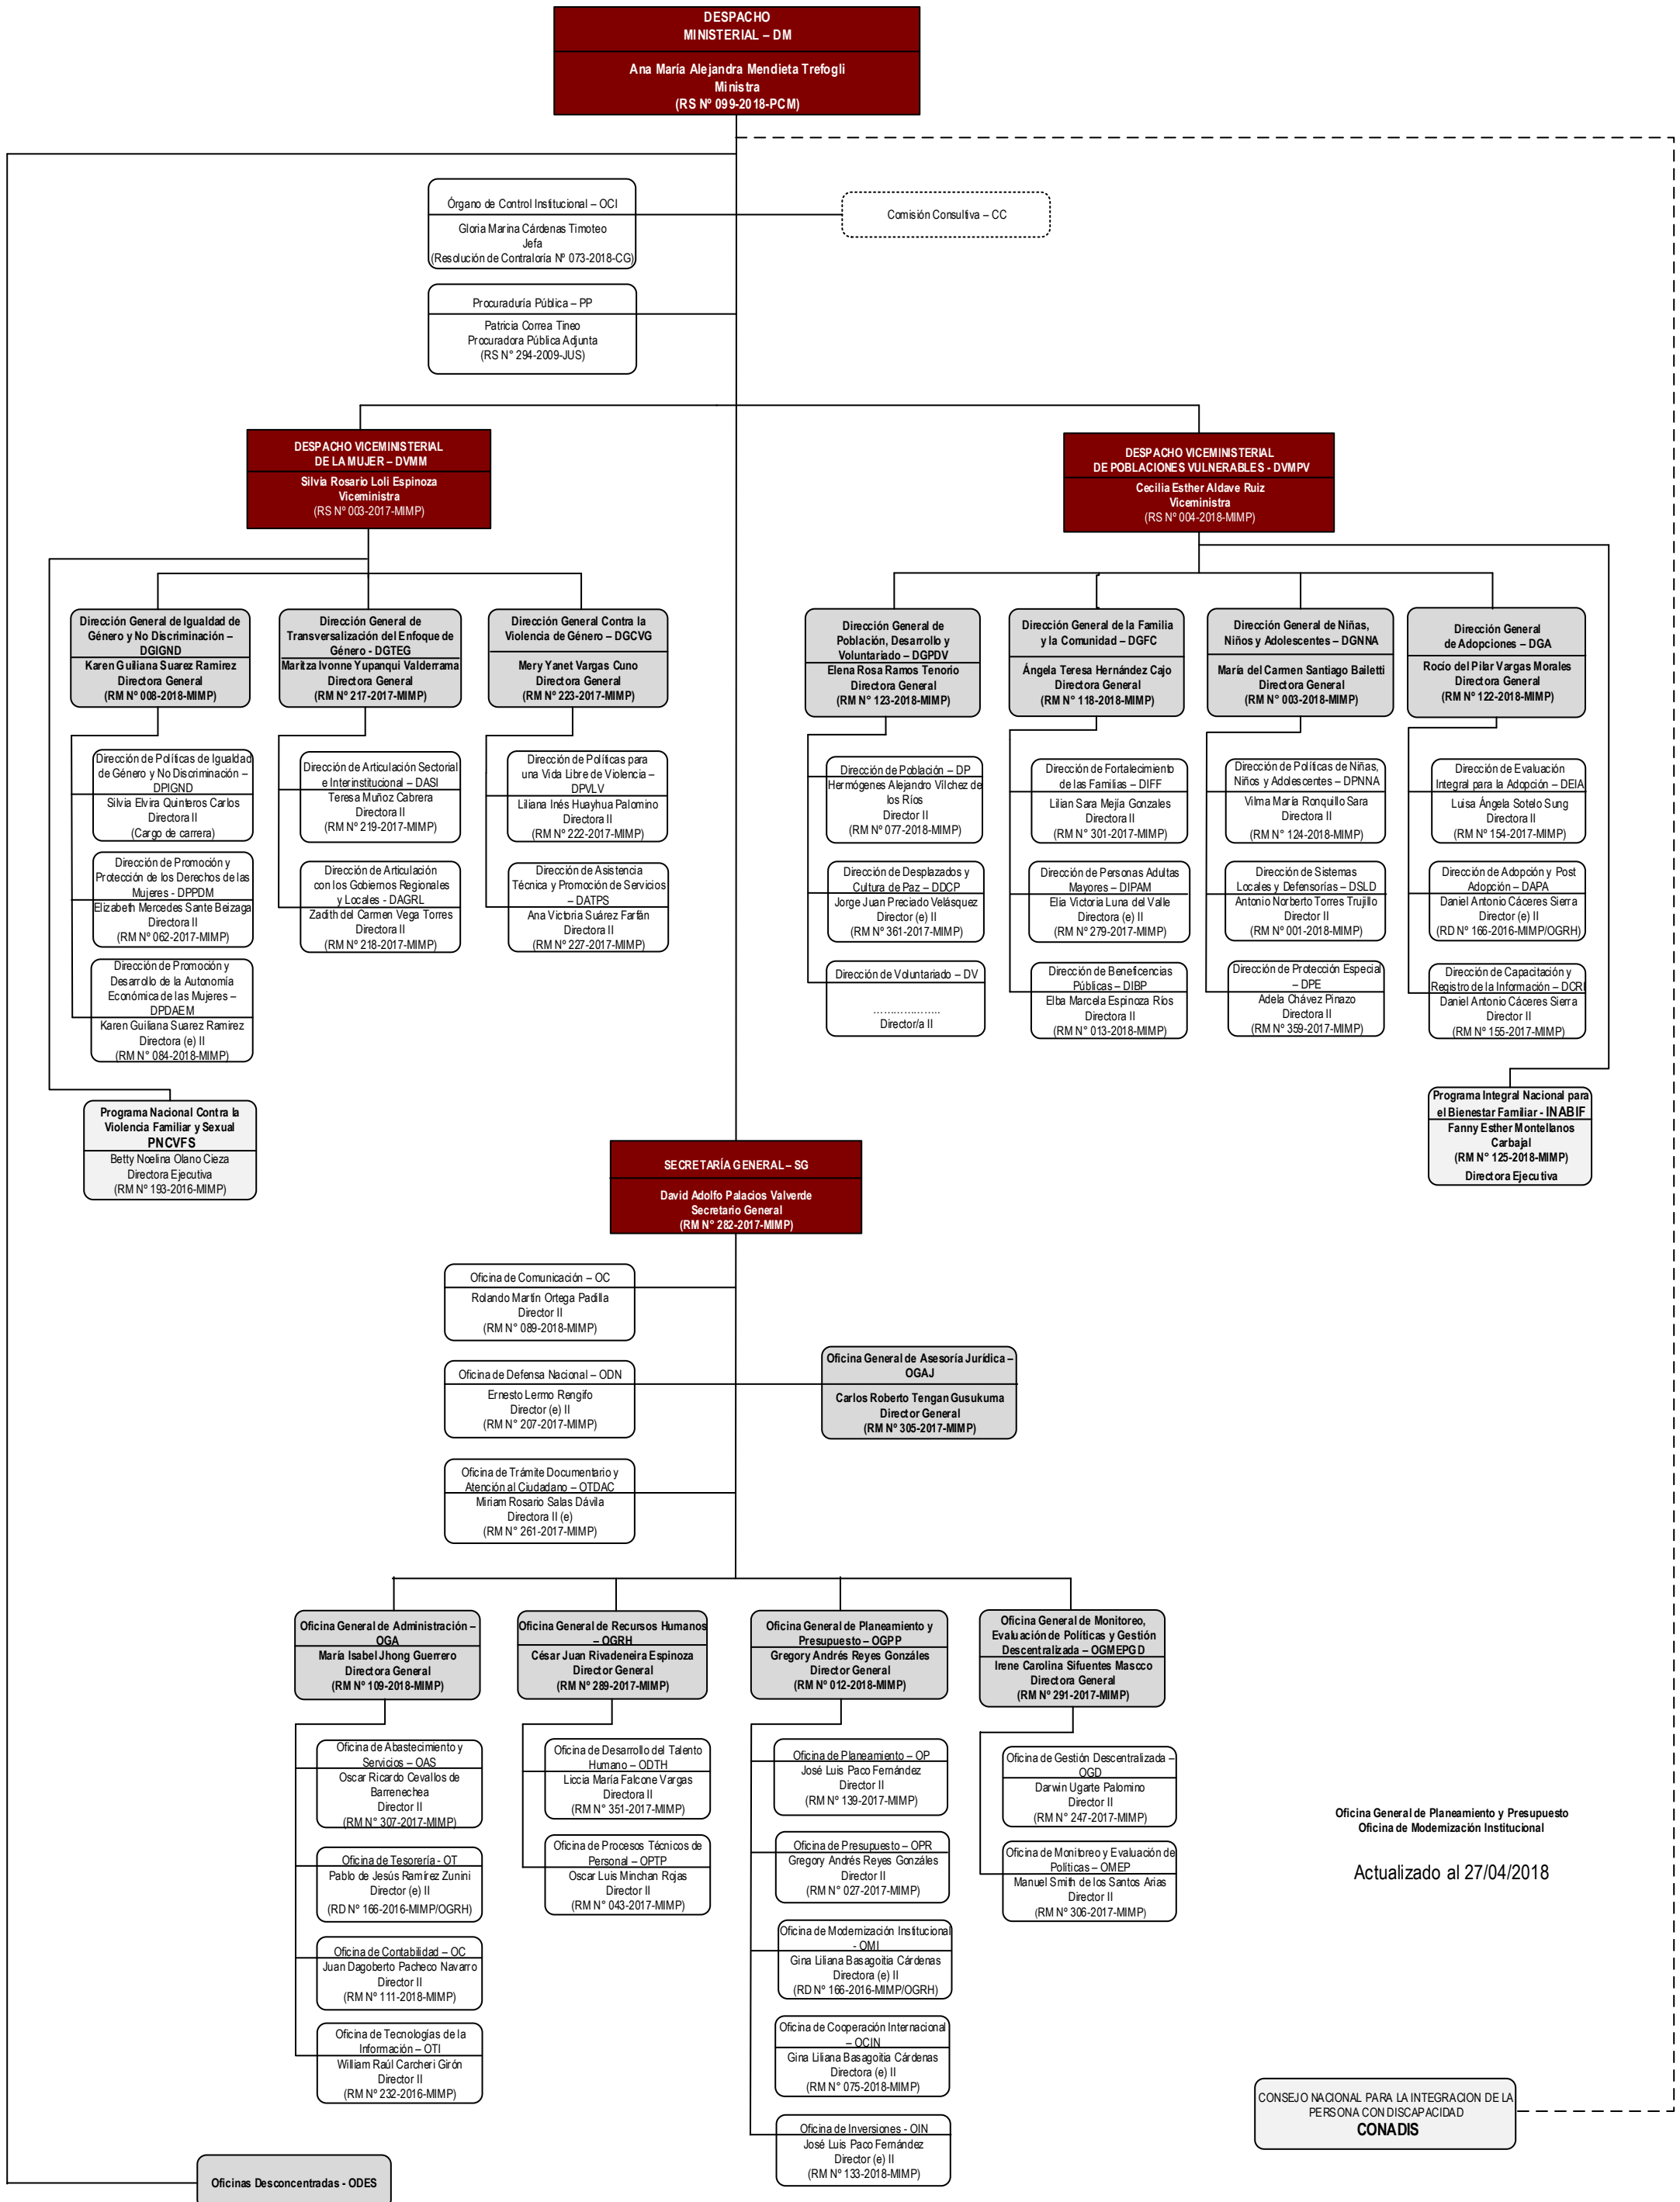 DESPACHO
MINISTERIAL – DM
Ana María Alejandra Mendieta Trefogli
Ministra
(RS Nº 099-2018-PCM)
Órgano de Control Institucional – OCI
Gloria Marina Cárdenas Timoteo
Jefa
(Resolución de Contraloría Nº 073-2018-CG)
Comisión Consultiva – CC
Procuraduría Pública – PP
Patricia Correa Tineo
Procuradora Pública Adjunta
(RS N° 294-2009-JUS)
DESPACHO VICEMINISTERIAL
DE LA MUJER – DVMM
Silvia Rosario Loli Espinoza
Viceministra
(RS Nº 003-2017-MIMP)
DESPACHO VICEMINISTERIAL
DE POBLACIONES VULNERABLES - DVMPV
Cecilia Esther Aldave Ruiz
Viceministra
(RS Nº 004-2018-MIMP)
Dirección General de Igualdad de
Género y No Discriminación –
DGIGND
Karen Guiliana Suarez Ramirez
Directora General
(RM Nº 008-2018-MIMP)
Dirección General de
Transversalización del Enfoque de
Género - DGTEG
Maritza Ivonne Yupanqui Valderrama
Directora General
(RM Nº 217-2017-MIMP)
Dirección General Contra la
Violencia de Género – DGCVG
Mery Yanet Vargas Cuno
Directora General
(RM Nº 223-2017-MIMP)
Dirección General de
Población, Desarrollo y
Voluntariado – DGPDV
Elena Rosa Ramos Tenorio
Directora General
(RM Nº 123-2018-MIMP)
Dirección General de la Familia
y la Comunidad – DGFC
Ángela Teresa Hernández Cajo
Directora General
(RM Nº 118-2018-MIMP)
Dirección General de Niñas,
Niños y Adolescentes – DGNNA
María del Carmen Santiago Bailetti
Directora General
(RM Nº 003-2018-MIMP)
Dirección General
de Adopciones – DGA
Rocío del Pilar Vargas Morales
Directora General
(RM Nº 122-2018-MIMP)
Dirección de Políticas de Igualdad
de Género y No Discriminación –
DPIGND
Silvia Elvira Quinteros Carlos
Directora II
(Cargo de carrera)
Dirección de Promoción y
Protección de los Derechos de las
Mujeres - DPPDM
Elizabeth Mercedes Sante Beizaga
Directora II
(RM N° 062-2017-MIMP)
Dirección de Promoción y
Desarrollo de la Autonomía
Económica de las Mujeres –
DPDAEM
Karen Guiliana Suarez Ramirez
Directora (e) II
(RM N° 084-2018-MIMP)
Dirección de Articulación Sectorial
e Interinstitucional – DASI
Teresa Muñoz Cabrera
Directora II
(RM N° 219-2017-MIMP)
Dirección de Articulación
con los Gobiernos Regionales
y Locales - DAGRL
Zadith del Carmen Vega Torres
Directora II
(RM N° 218-2017-MIMP)
Dirección de Políticas para
una Vida Libre de Violencia –
DPVLV
Liliana Inés Huayhua Palomino
Directora II
(RM N° 222-2017-MIMP)
Dirección de Asistencia
Técnica y Promoción de Servicios
– DATPS
Ana Victoria Suárez Farfán
Directora II
(RM N° 227-2017-MIMP)
Dirección de Población – DP
Hermógenes Alejandro Vílchez de
los Ríos
Director II
(RM N° 077-2018-MIMP)
Dirección de Desplazados y
Cultura de Paz – DDCP
Jorge Juan Preciado Velásquez
Director (e) II
(RM N° 361-2017-MIMP)
Dirección de Voluntariado – DV
………………..
Director/a II
Dirección de Fortalecimiento
de las Familias – DIFF
Lilian Sara Mejía Gonzales
Directora II
(RM N° 301-2017-MIMP)
Dirección de Personas Adultas
Mayores – DIPAM
Elia Victoria Luna del Valle
Directora (e) II
(RM N° 279-2017-MIMP)
Dirección de Beneficencias
Públicas – DIBP
Elba Marcela Espinoza Ríos
Directora II
(RM N° 013-2018-MIMP)
Dirección de Políticas de Niñas,
Niños y Adolescentes – DPNNA
Vilma María Ronquillo Sara
Directora II
(RM N° 124-2018-MIMP)
Dirección de Sistemas
Locales y Defensorías – DSLD
Antonio Norberto Torres Trujillo
Director II
(RM N° 001-2018-MIMP)
Dirección de Protección Especial
– DPE
Adela Chávez Pinazo
Directora II
(RM N° 359-2017-MIMP)
Dirección de Evaluación
Integral para la Adopción – DEIA
Luisa Ángela Sotelo Sung
Directora II
(RM N° 154-2017-MIMP)
Dirección de Adopción y Post
Adopción – DAPA
Daniel Antonio Cáceres Sierra
Director (e) II
(RD N° 166-2016-MIMP/OGRH)
Dirección de Capacitación y
Registro de la Información – DCRI
Daniel Antonio Cáceres Sierra
Director II
(RM N° 155-2017-MIMP)
Programa Nacional Contra la
Violencia Familiar y Sexual
PNCVFS
Betty Noelina Olano Cieza
Directora Ejecutiva
(RM Nº 193-2016-MIMP)
Programa Integral Nacional para
el Bienestar Familiar - INABIF
Fanny Esther Montellanos
Carbajal
(RM N° 125-2018-MIMP)
Directora Ejecutiva
SECRETARÍA GENERAL – SG
David Adolfo Palacios Valverde
Secretario General
(RM N° 282-2017-MIMP)
Oficina de Comunicación – OC
Rolando Martín Ortega Padilla
Director II
(RM N° 089-2018-MIMP)
Oficina de Defensa Nacional – ODN
Ernesto Lermo Rengifo
Director (e) II
(RM N° 207-2017-MIMP)
Oficina General de Asesoría Jurídica –
OGAJ
Carlos Roberto Tengan Gusukuma
Director General
(RM Nº 305-2017-MIMP)
Oficina de Trámite Documentario y
Atención al Ciudadano – OTDAC
Miriam Rosario Salas Dávila
Directora II (e)
(RM N° 261-2017-MIMP)
Oficina General de Administración –
OGA
María Isabel Jhong Guerrero
Directora General
(RM Nº 109-2018-MIMP)
Oficina General de Recursos Humanos
– OGRH
César Juan Rivadeneira Espinoza
Director General
(RM Nº 289-2017-MIMP)
Oficina General de Planeamiento y
Presupuesto – OGPP
Gregory Andrés Reyes Gonzáles
Director General
(RM Nº 012-2018-MIMP)
Oficina General de Monitoreo,
Evaluación de Políticas y Gestión
Descentralizada – OGMEPGD
Irene Carolina Sifuentes Mascco
Directora General
(RM Nº 291-2017-MIMP)
Oficina de Abastecimiento y
Servicios – OAS
Oscar Ricardo Cevallos de
Barrenechea
Director II
(RM N° 307-2017-MIMP)
Oficina de Tesorería - OT
Pablo de Jesús Ramírez Zunini
Director (e) II
(RD Nº 166-2016-MIMP/OGRH)
Oficina de Contabilidad – OC
Juan Dagoberto Pacheco Navarro
Director II
(RM N° 111-2018-MIMP)
Oficina de Tecnologías de la
Información – OTI
William Raúl Carcheri Girón
Director II
(RM N° 232-2016-MIMP)
Oficina de Desarrollo del Talento
Humano – ODTH
Liccia María Falcone Vargas
Directora II
(RM N° 351-2017-MIMP)
Oficina de Procesos Técnicos de
Personal – OPTP
Oscar Luis Minchan Rojas
Director II
(RM N° 043-2017-MIMP)
Oficina de Planeamiento – OP
José Luis Paco Fernández
Director II
(RM N° 139-2017-MIMP)
Oficina de Presupuesto – OPR
Gregory Andrés Reyes Gonzáles
Director II
(RM N° 027-2017-MIMP)
Oficina de Modernización Institucional
- OMI
Gina Liliana Basagoitia Cárdenas
Directora (e) II
(RD Nº 166-2016-MIMP/OGRH)
Oficina de Cooperación Internacional
– OCIN
Gina Liliana Basagoitia Cárdenas
Directora (e) II
(RM N° 075-2018-MIMP)
Oficina de Inversiones - OIN
José Luis Paco Fernández
Director (e) II
(RM N° 133-2018-MIMP)
Oficina de Gestión Descentralizada –
OGD
Darwin Ugarte Palomino
Director II
(RM N° 247-2017-MIMP)
Oficina de Monitoreo y Evaluación de
Políticas – OMEP
Manuel Smith de los Santos Arias
Director II
(RM N° 306-2017-MIMP)
Oficina General de Planeamiento y Presupuesto
Oficina de Modernización Institucional
Actualizado al 27/04/2018
CONSEJO NACIONAL PARA LA INTEGRACION DE LA
PERSONA CON DISCAPACIDAD
CONADIS
Oficinas Desconcentradas - ODES